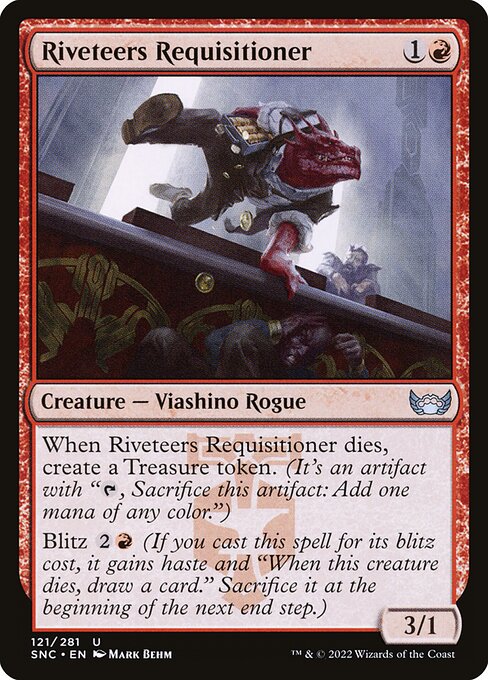 Riveteers Requisitioner 1
Creature — Viashino Rogue
When Riveteers Requisitioner dies,
create a Treasure token. (It's an artifact
with “, Sacrifice this artifact: Add one
mana of any color.”)
Blitz 2 (If you cast this spell for its blitz
cost, it gains haste and “When this creature
dies, draw a card.” Sacrifice it at the
beginning of the next end step.)
3/1
121/281 U
SNC • EN Mark Behm
™ & © 2022 Wizards of the Coast